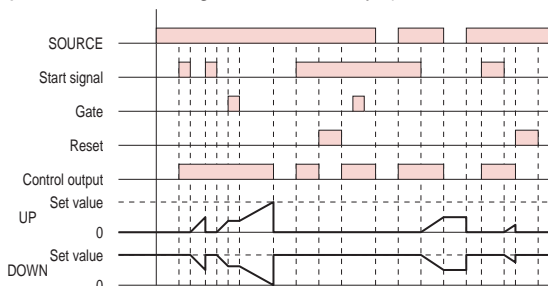 SOURCE
Start signal
Gate
Reset
Control output
Set value
UP
0
Set value
DOWN
0